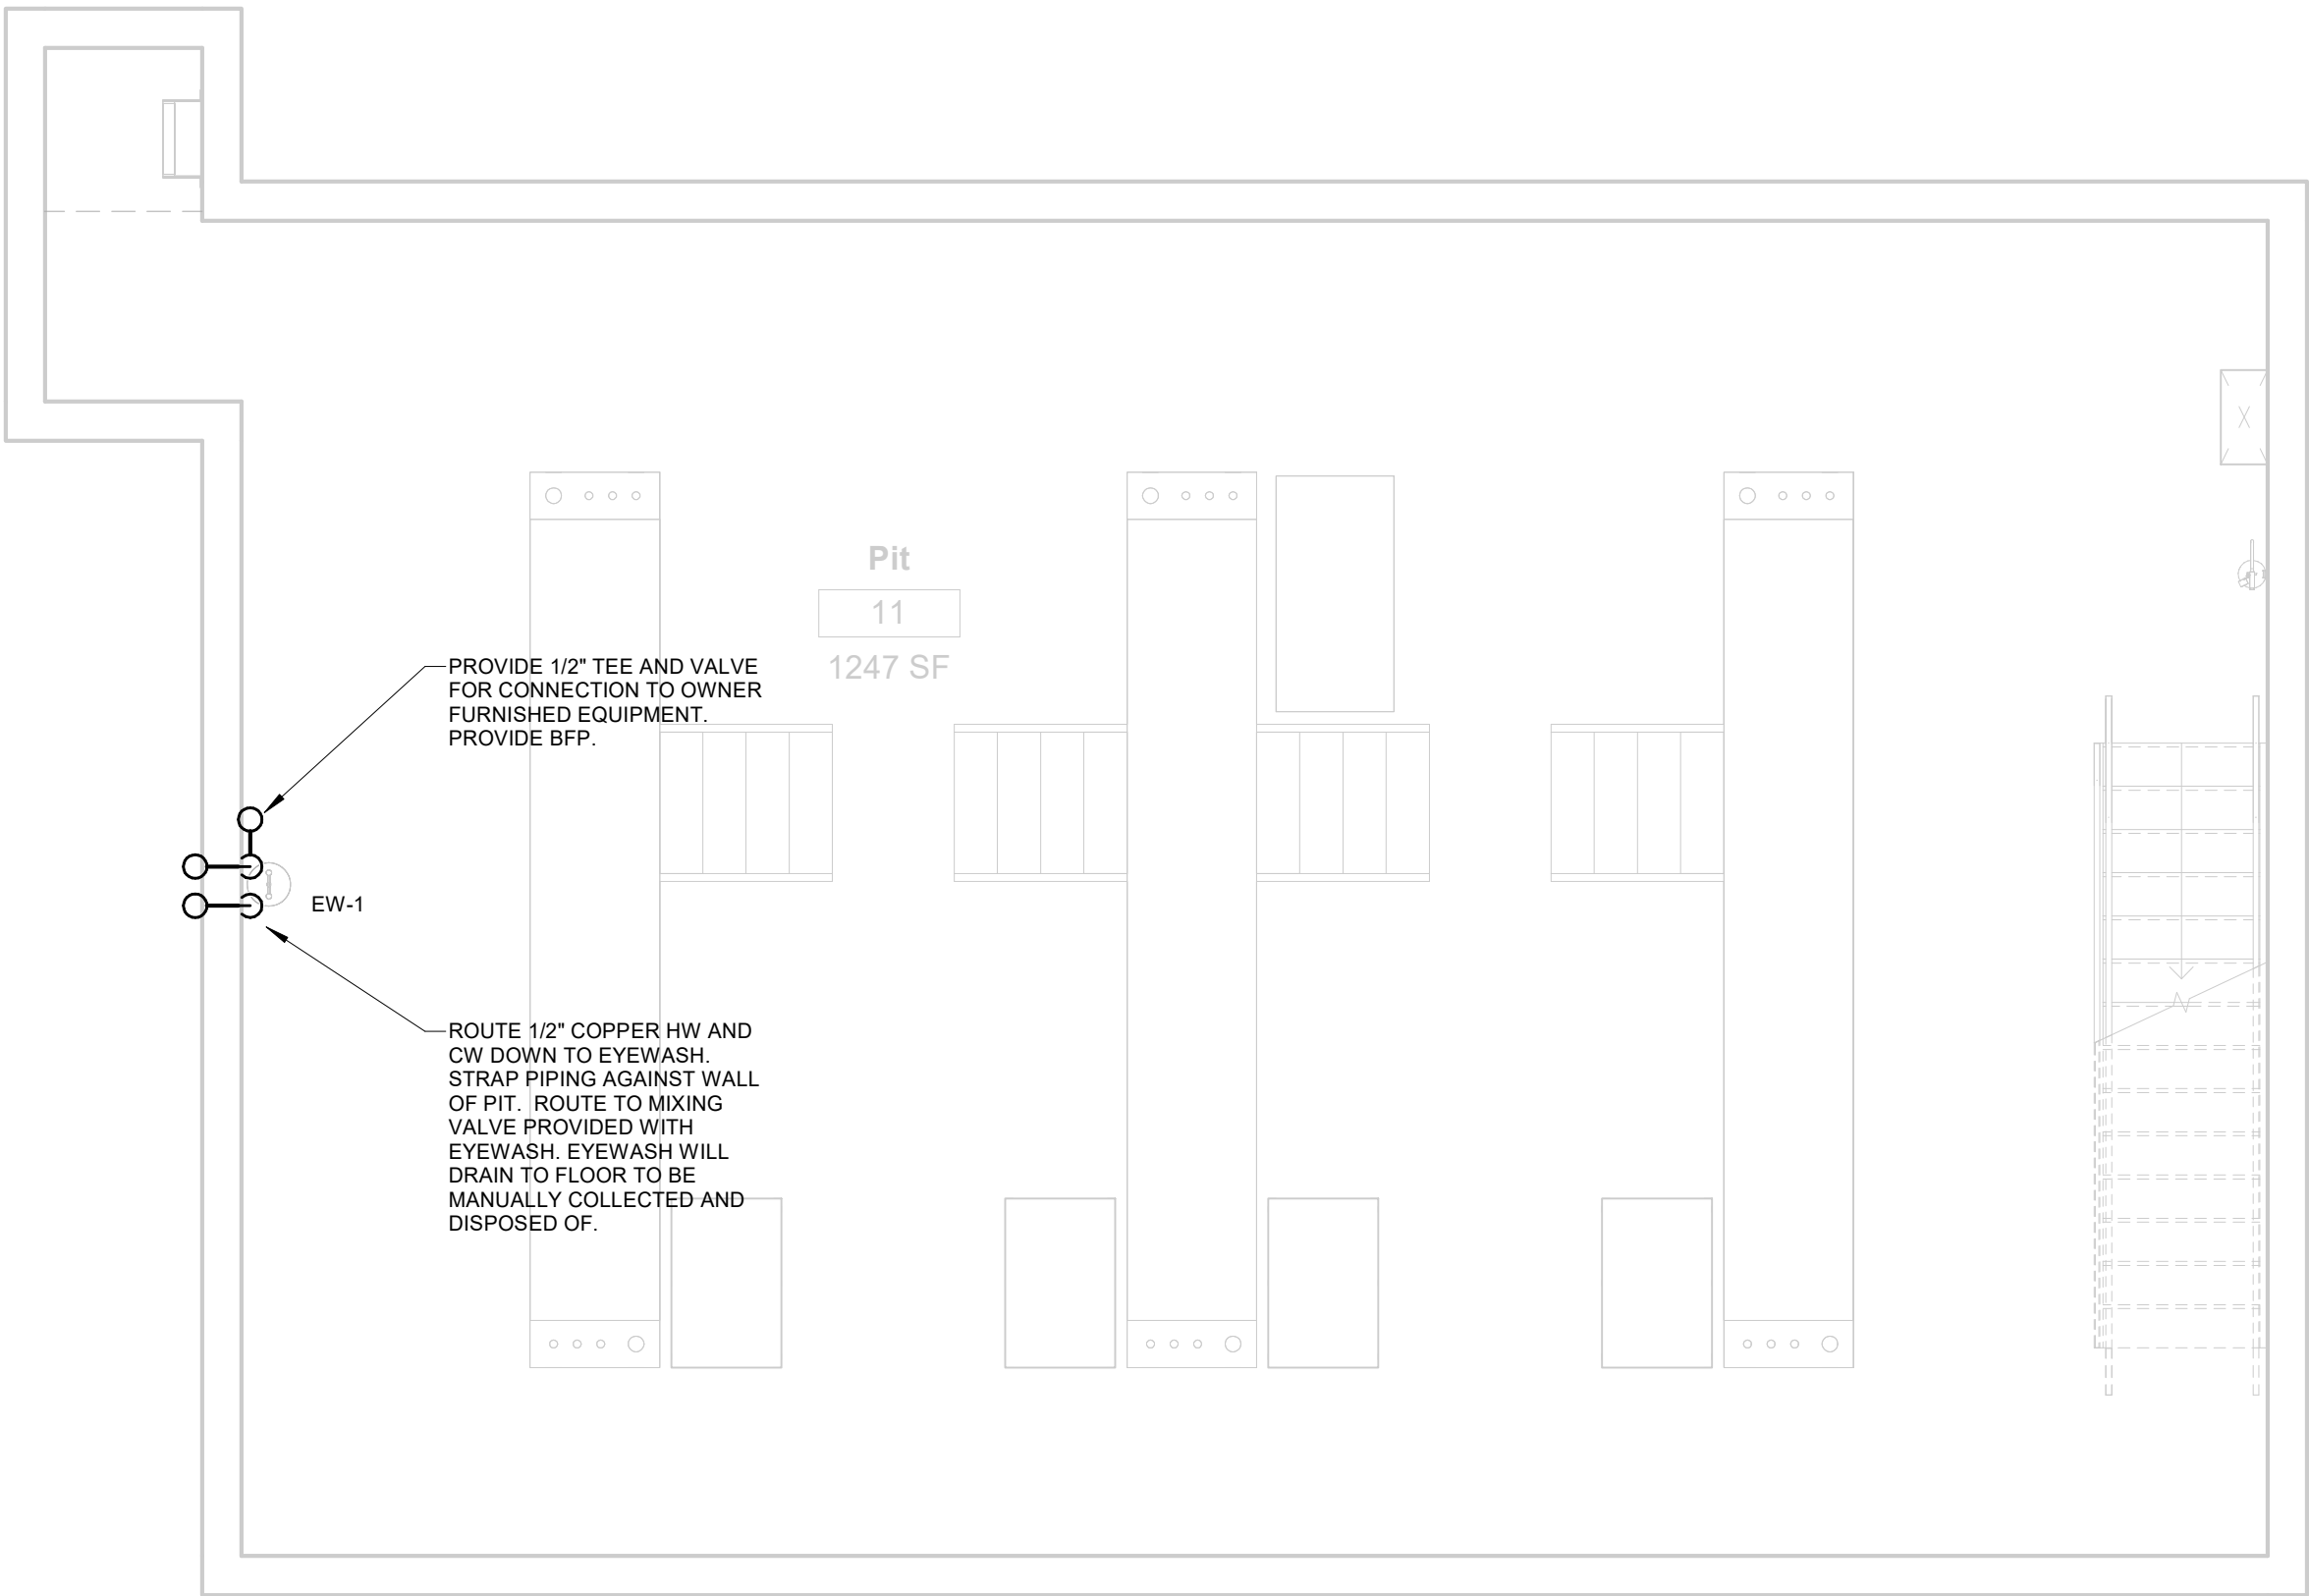 Pit
11
1247 SF
PROVIDE 1/2" TEE AND VALVE
FOR CONNECTION TO OWNER
FURNISHED EQUIPMENT.
PROVIDE BFP.
EW-1
ROUTE 1/2" COPPER HW AND
CW DOWN TO EYEWASH.
STRAP PIPING AGAINST WALL
OF PIT.  ROUTE TO MIXING
VALVE PROVIDED WITH
EYEWASH. EYEWASH WILL
DRAIN TO FLOOR TO BE
MANUALLY COLLECTED AND
DISPOSED OF.